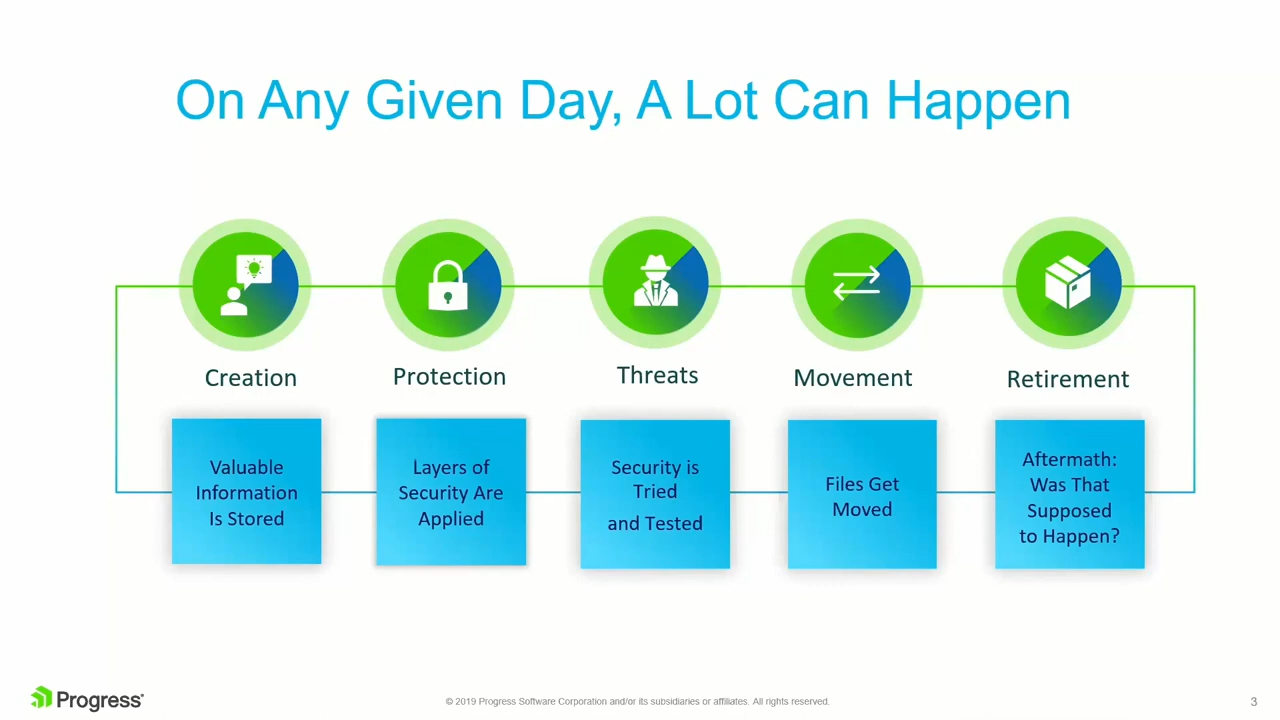 On Any Given Day, A Lot Can Happen
Creation
Protection
Threats
Movement
Retirement
Valuable
Information
Is Stored
Layers of
Security Are
Applied
Security is
Tried
and Tested
Files Get
Moved
Aftermath:
Was That
Supposed
to Happen?
Progress
© 2019 Progress Software Corporation and/or its subsidiaries or affiliates. All rights reserved.
3